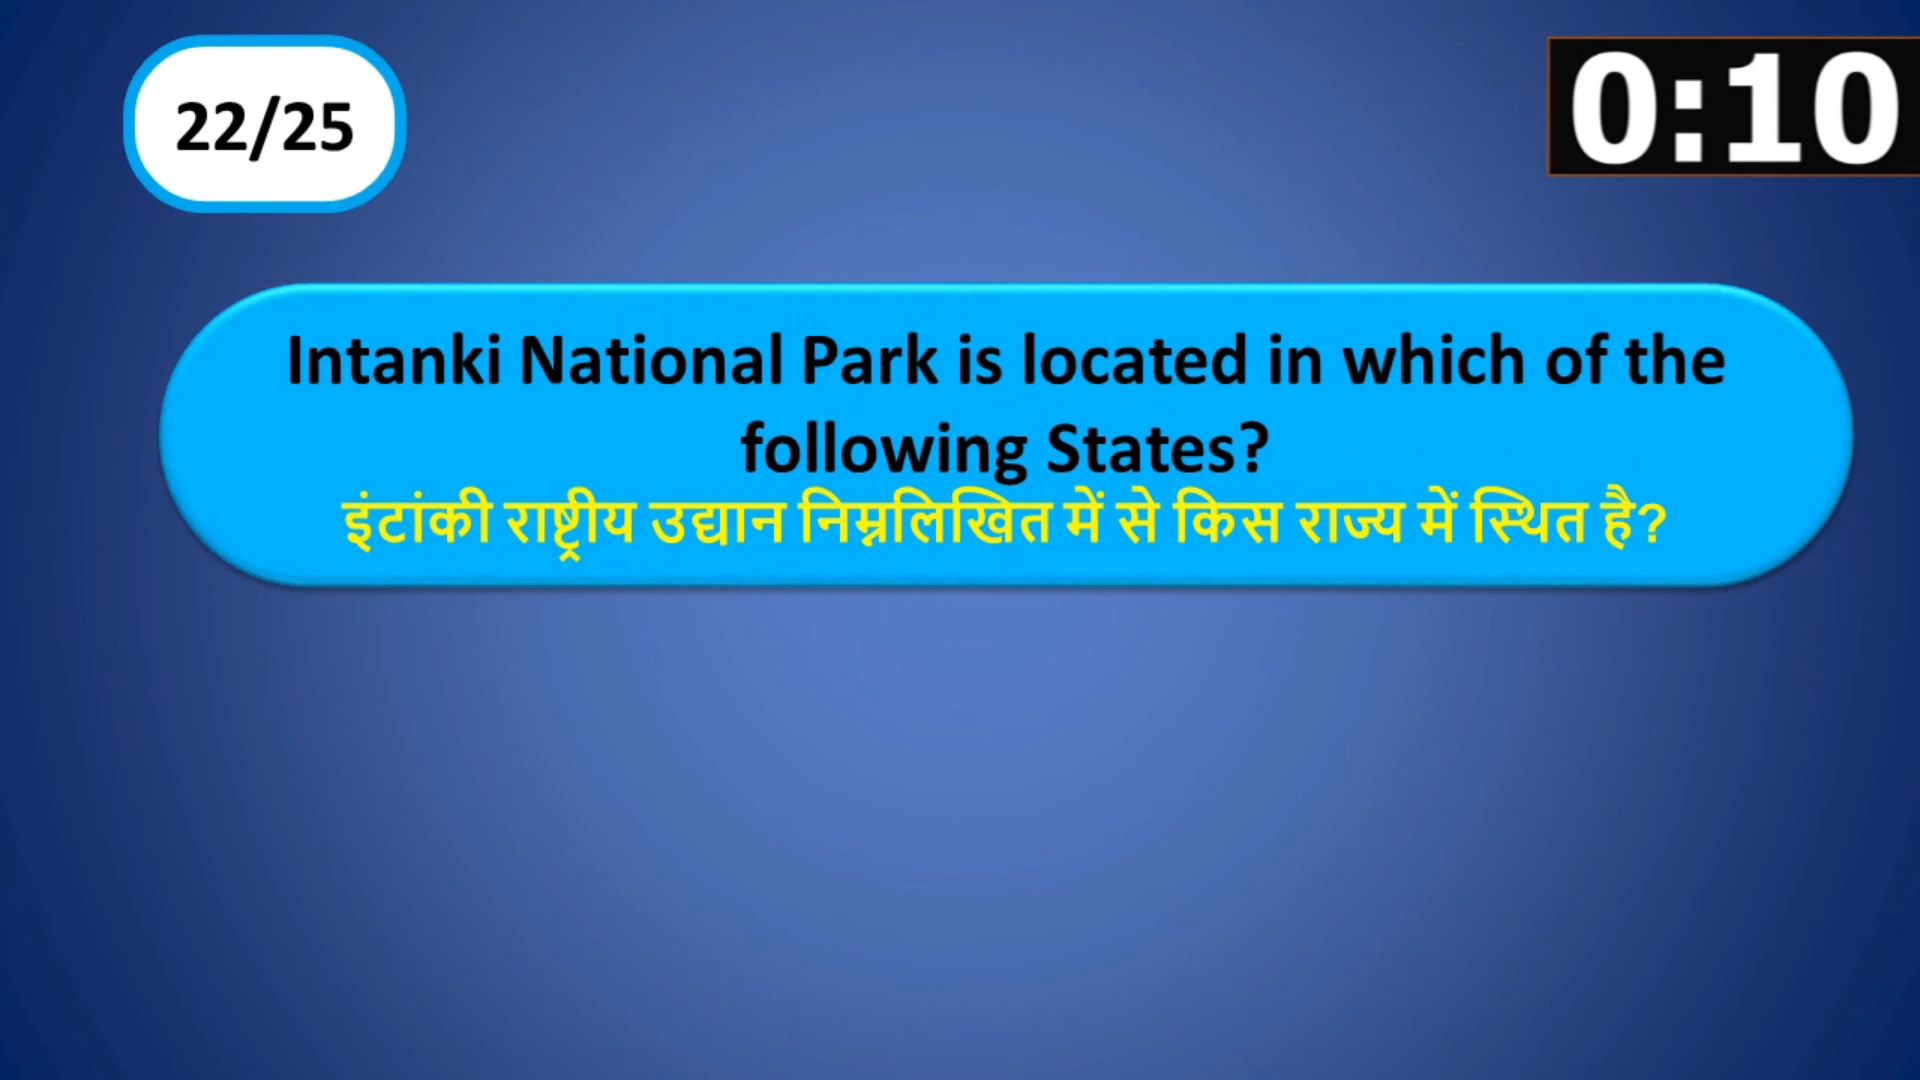 22/25
0:10
Intanki National Park is located in which of the
following States?
इंटांकी राष्ट्रीय उद्यान निम्नलिखित में से किस राज्य में स्थित है?